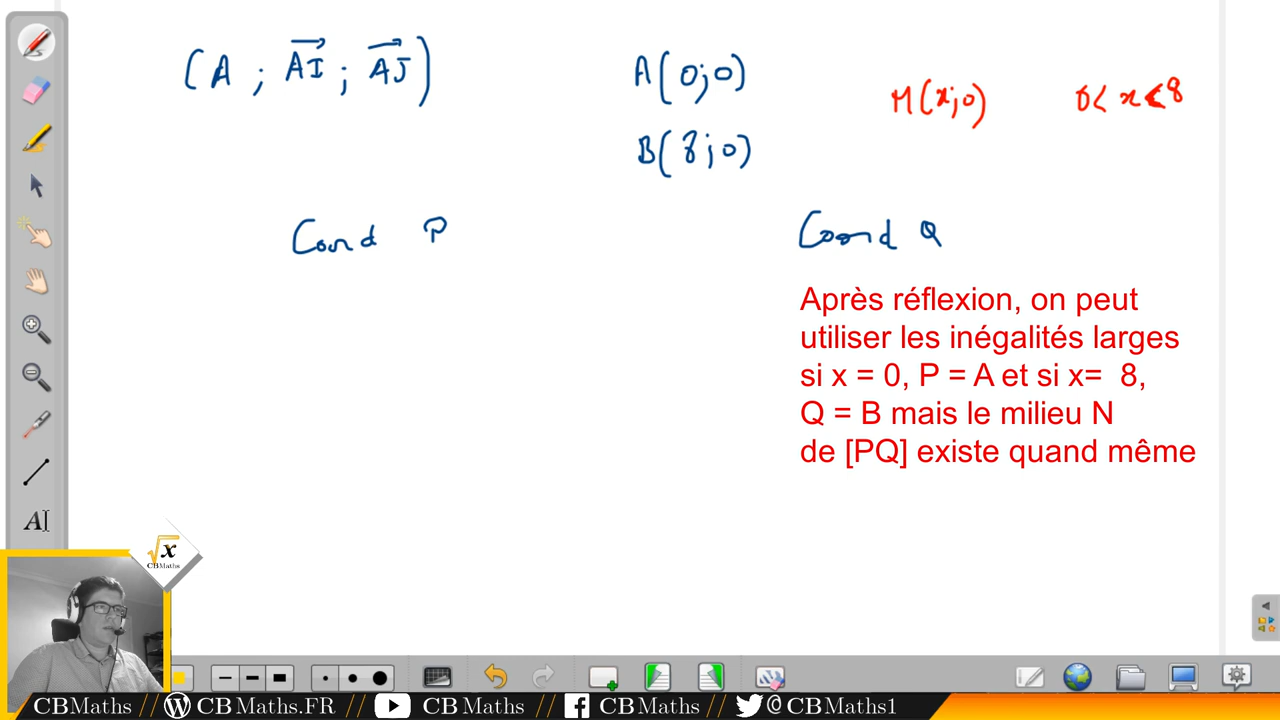 (A ; AI ; AJ)
A(0;0)
M(x;0) 0< x <8
B(8;0)
Coord P
Coord Q
Après réflexion, on peut
utiliser les inégalités larges
si x = 0, P = A et si x= 8,
Q = B mais le milieu N
de [PQ] existe quand même
AI
√x
CBMaths
CBMaths // CBMaths.FR // CBMaths // CBMaths // @CBMaths1